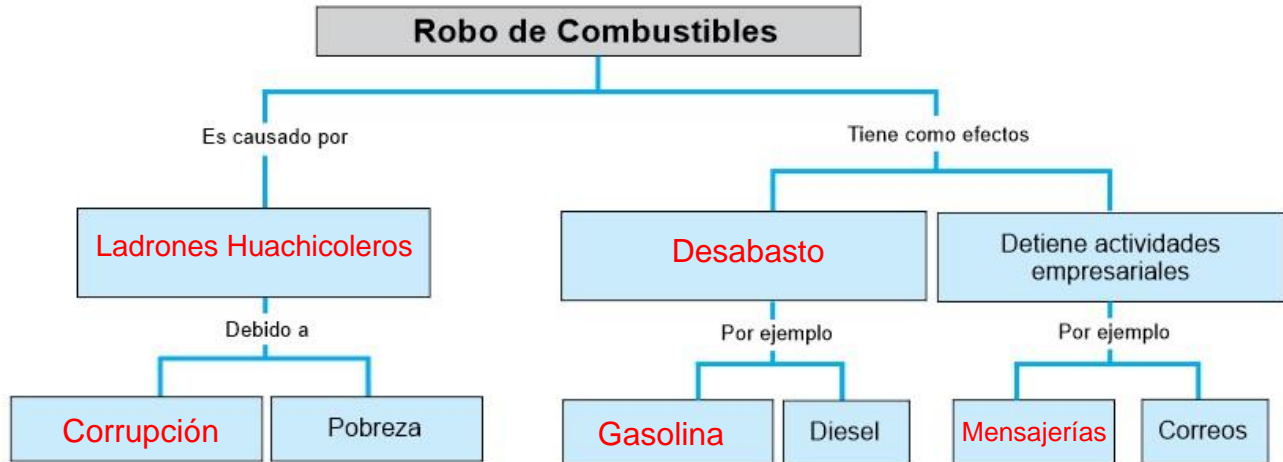 Robo de Combustibles
Es causado por
Tiene como efectos
Ladrones Huachicoleros
Desabasto
Detiene actividades
empresariales
Debido a
Por ejemplo
Por ejemplo
Corrupción
Pobreza
Gasolina
Diesel
Mensajerías
Correos